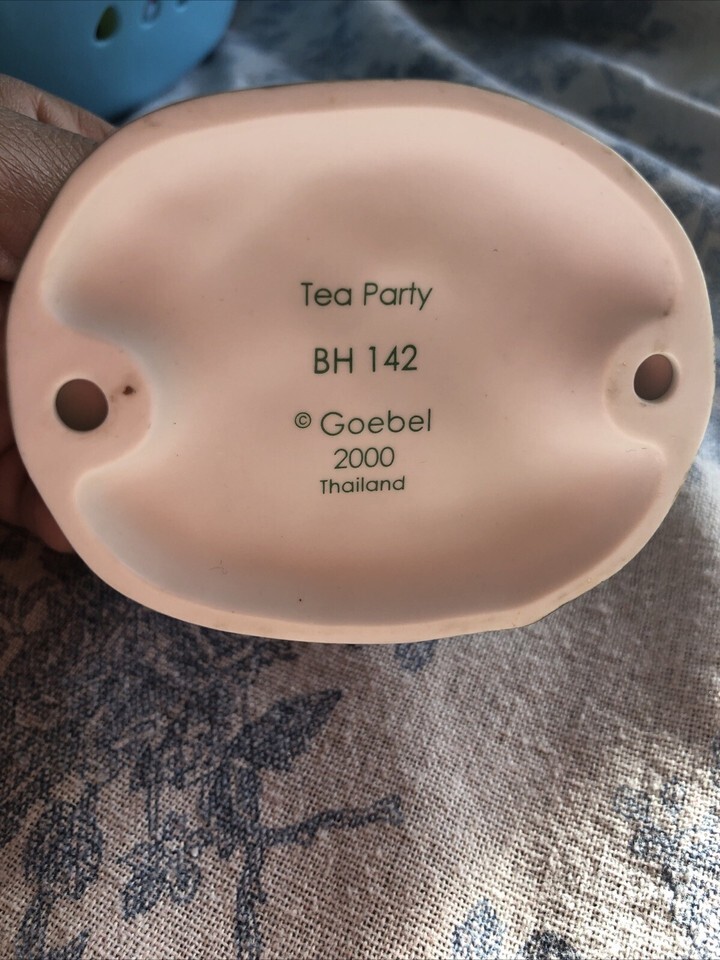 Tea Party
BH 142
© Goebel
2000
Thailand